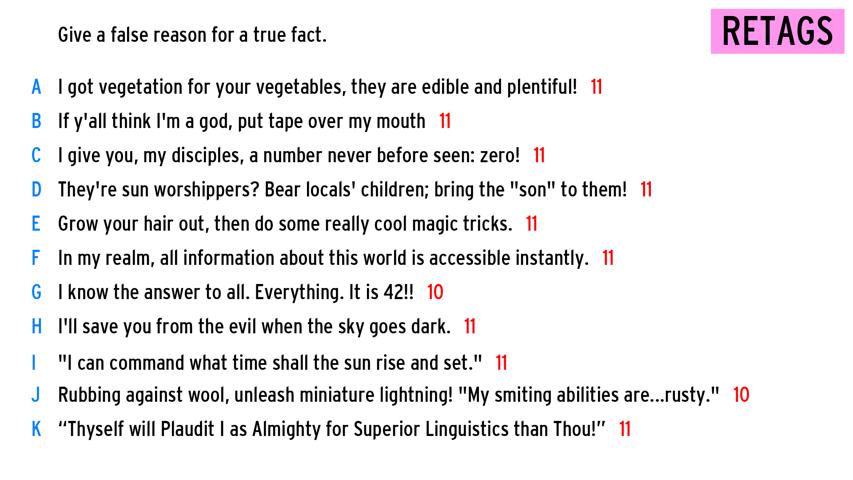 Give a false reason for a true fact.
RETAGS
A I got vegetation for your vegetables, they are edible and plentiful! 11
B If y'all think I'm a god, put tape over my mouth 11
C I give you, my disciples, a number never before seen: zero! 11
D They're sun worshippers? Bear locals' children; bring the "son" to them! 11
E Grow your hair out, then do some really cool magic tricks. 11
F In my realm, all information about this world is accessible instantly. 11
G I know the answer to all. Everything. It is 42!! 10
H I'll save you from the evil when the sky goes dark. 11
I "I can command what time shall the sun rise and set." 11
J Rubbing against wool, unleash miniature lightning! "My smiting abilities are...rusty." 10
K “Thyself will Plaudit I as Almighty for Superior Linguistics than Thou!” 11